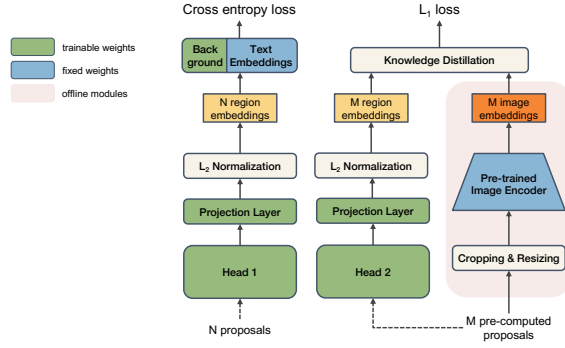 Cross entropy loss
L₁ loss
trainable weights
fixed weights
offline modules
Back
ground
Text
Embeddings
Knowledge Distillation
N region
embeddings
M region
embeddings
M image
embeddings
L₂ Normalization
L₂ Normalization
Pre-trained
Image Encoder
Projection Layer
Projection Layer
Head 1
Head 2
Cropping & Resizing
N proposals
M pre-computed
proposals